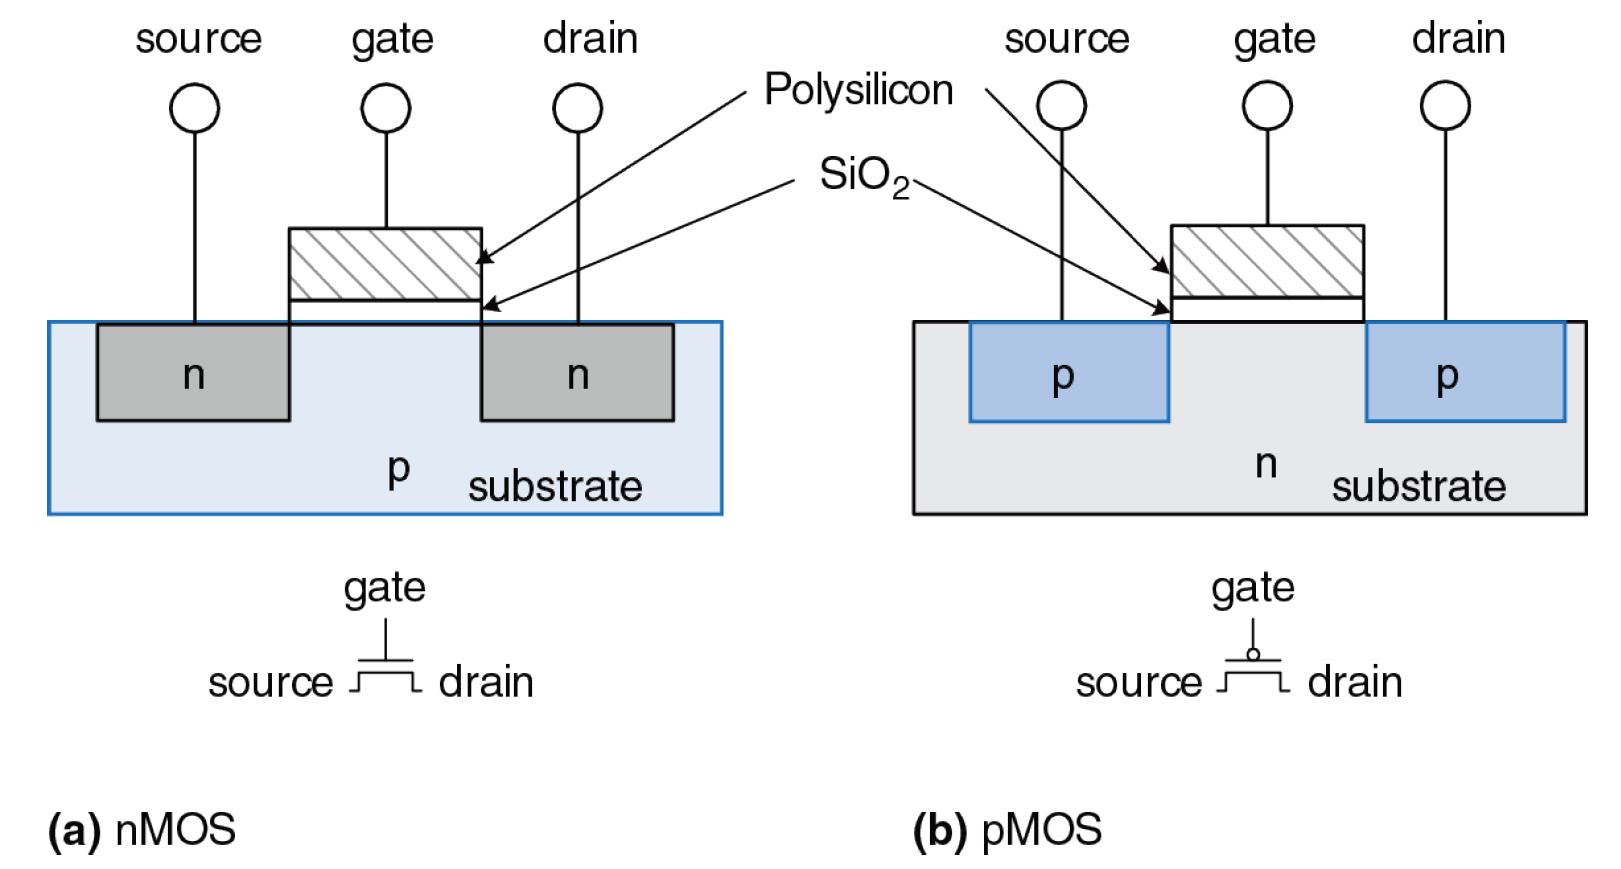 source gate drain
source gate drain
Polysilicon
SiO₂
n n
p
substrate
p p
n
substrate
gate
source drain
gate
source drain
(a) nMOS
(b) pMOS